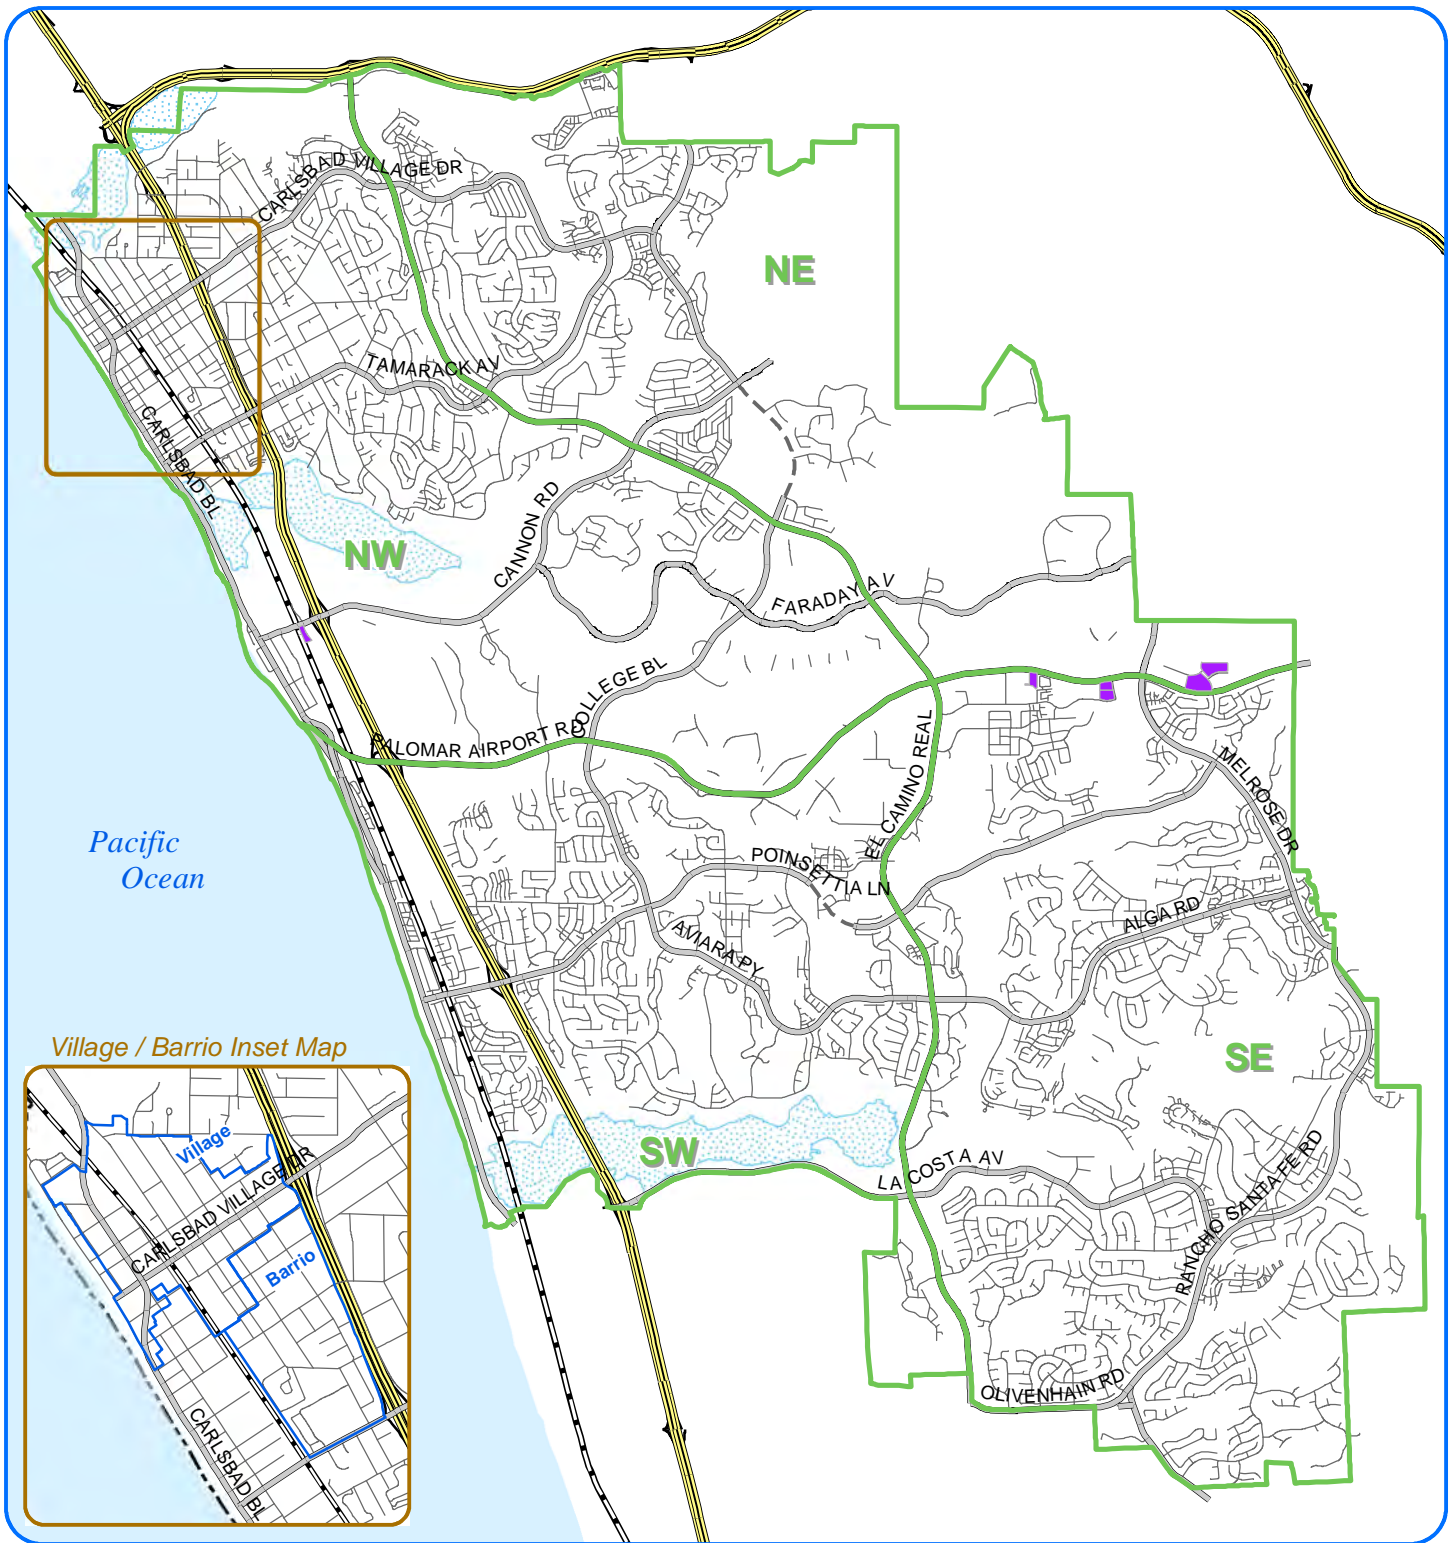 CARLSBAD VILLAGE DR
NE
TAMARACK AV
CARLSBAD BL
CANNON RD
NW
FARADAY AV
COLLEGE BL
PALOMAR AIRPORT RD
EL CAMINO REAL
MELROSE DR
Pacific
Ocean
POINSETTIA LN
ALGA RD
AVIARA PY
SE
SW
LA COSTA AV
RANCHO SANTA FE RD
OLIVENHAIN RD
Village / Barrio Inset Map
Village
CARLSBAD VILLAGE DR
Barrio
CARLSBAD BL